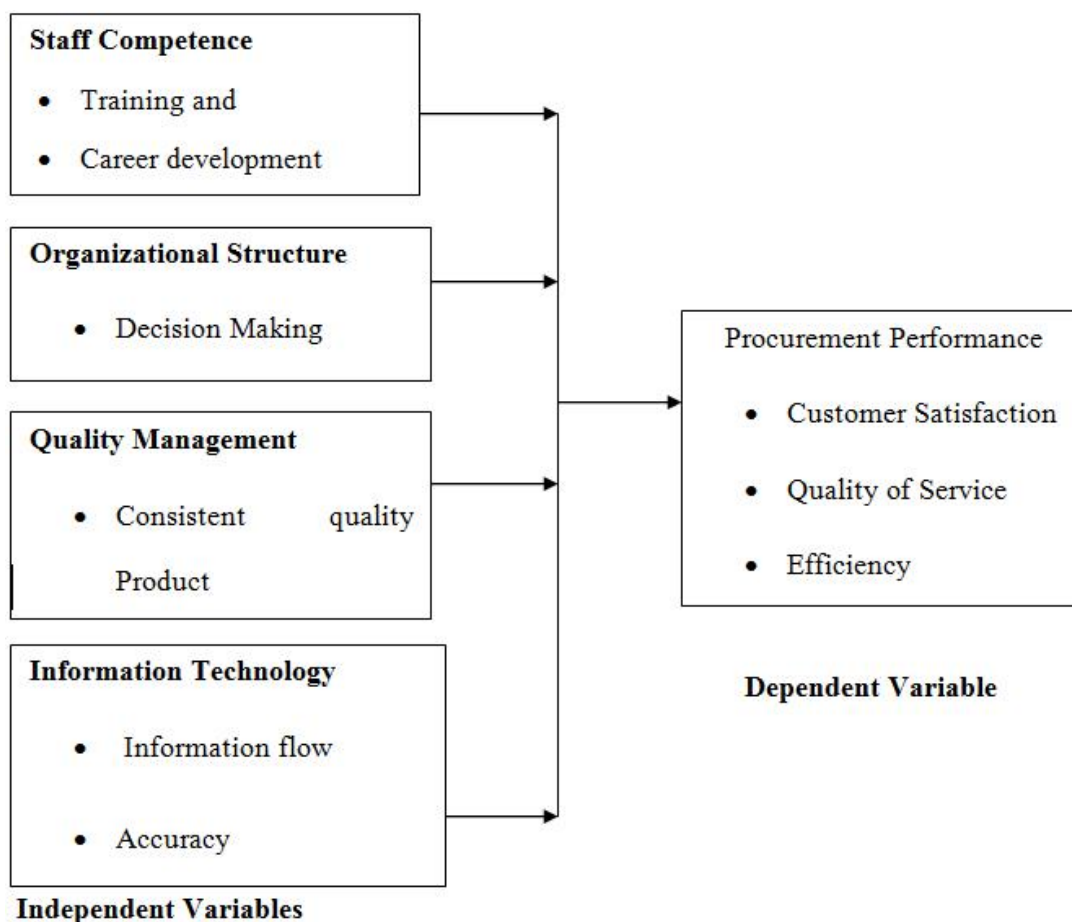 Staff Competence
• Training and
• Career development
Organizational Structure
• Decision Making
Quality Management
• Consistent quality
Product
Information Technology
• Information flow
• Accuracy
Independent Variables
Procurement Performance
• Customer Satisfaction
• Quality of Service
• Efficiency
Dependent Variable